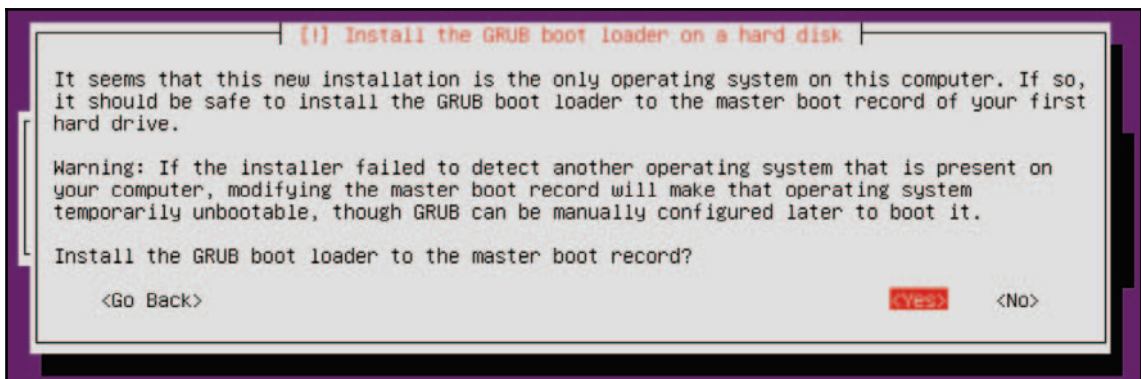 [!] Install the GRUB boot loader on a hard disk
It seems that this new installation is the only operating system on this computer. If so,
it should be safe to install the GRUB boot loader to the master boot record of your first
hard drive.
Warning: If the installer failed to detect another operating system that is present on
your computer, modifying the master boot record will make that operating system
temporarily unbootable, though GRUB can be manually configured later to boot it.
Install the GRUB boot loader to the master boot record?
<Go Back> <Yes> <No>